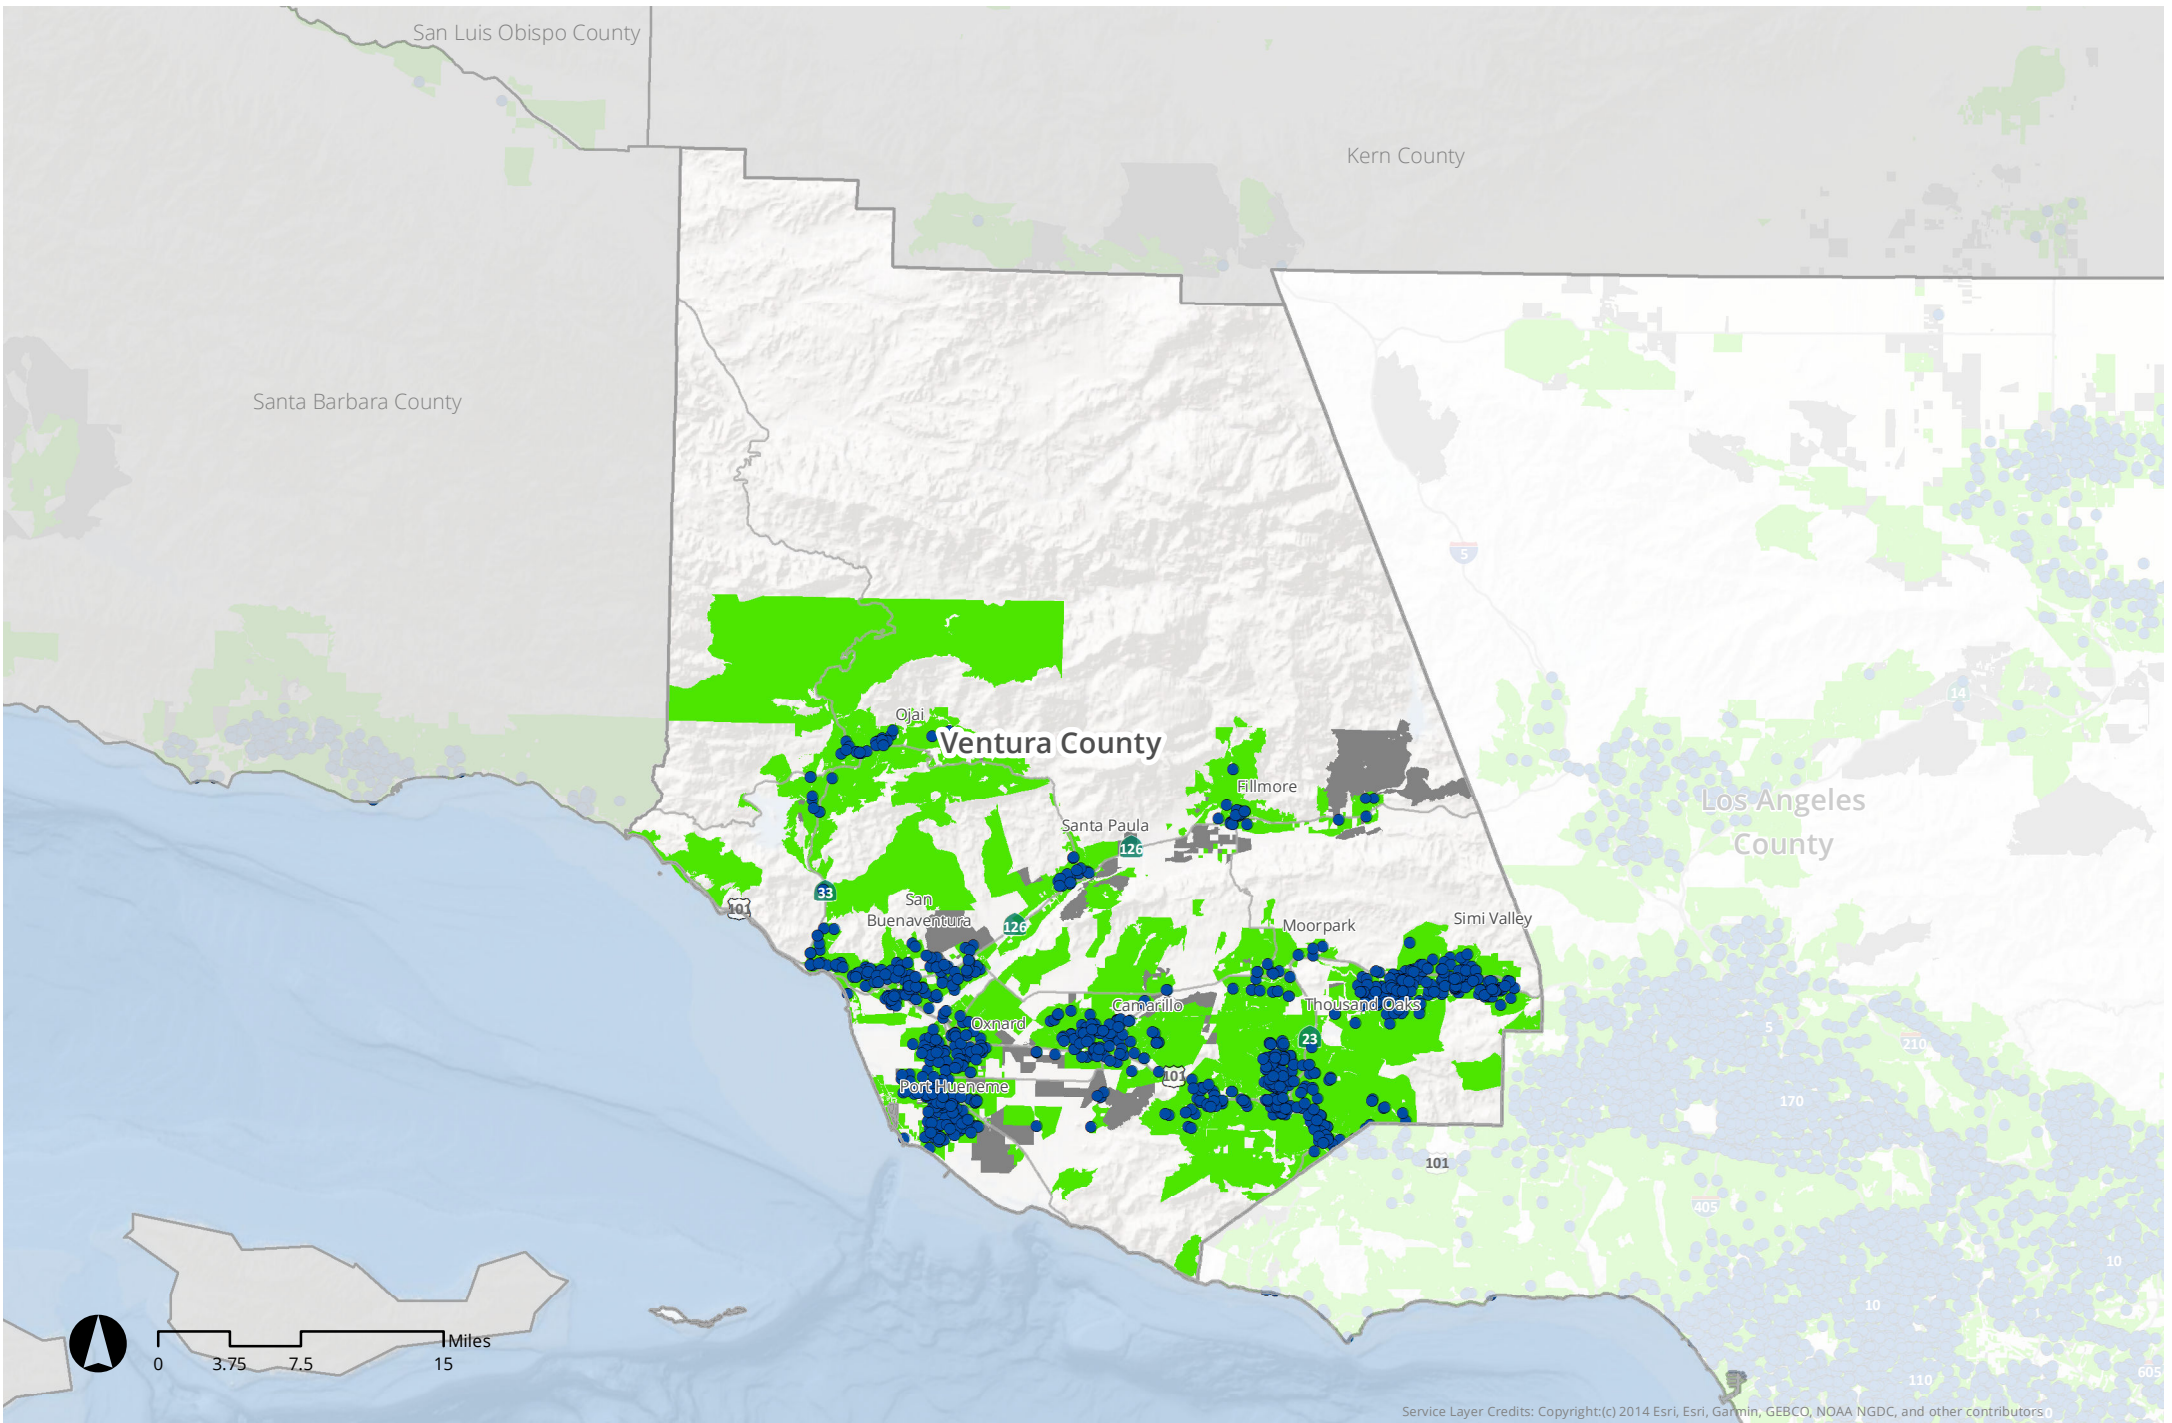 San Luis Obispo County
Kern County
Santa Barbara County
5
14
Ojai
Ventura County
Fillmore
Los Angeles
County
Santa Paula
126
33
San
Buenaventura
101
126
Moorpark
Simi Valley
Camarillo
Thousand Oaks
Oxnard
23
5
210
Port Hueneme
101
170
101
405
10
10
Miles
0 3.75 7.5 15
605
110
Service Layer Credits: Copyright:(c) 2014 Esri, Esri, Garmin, GEBCO, NOAA NGDC, and other contributors